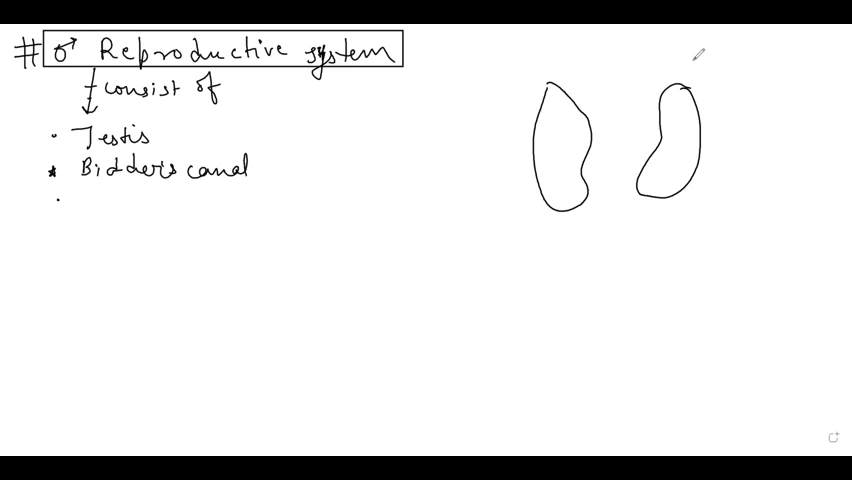 # ♂ Reproductive system
consist of
• Testis
* Bidder's canal
•